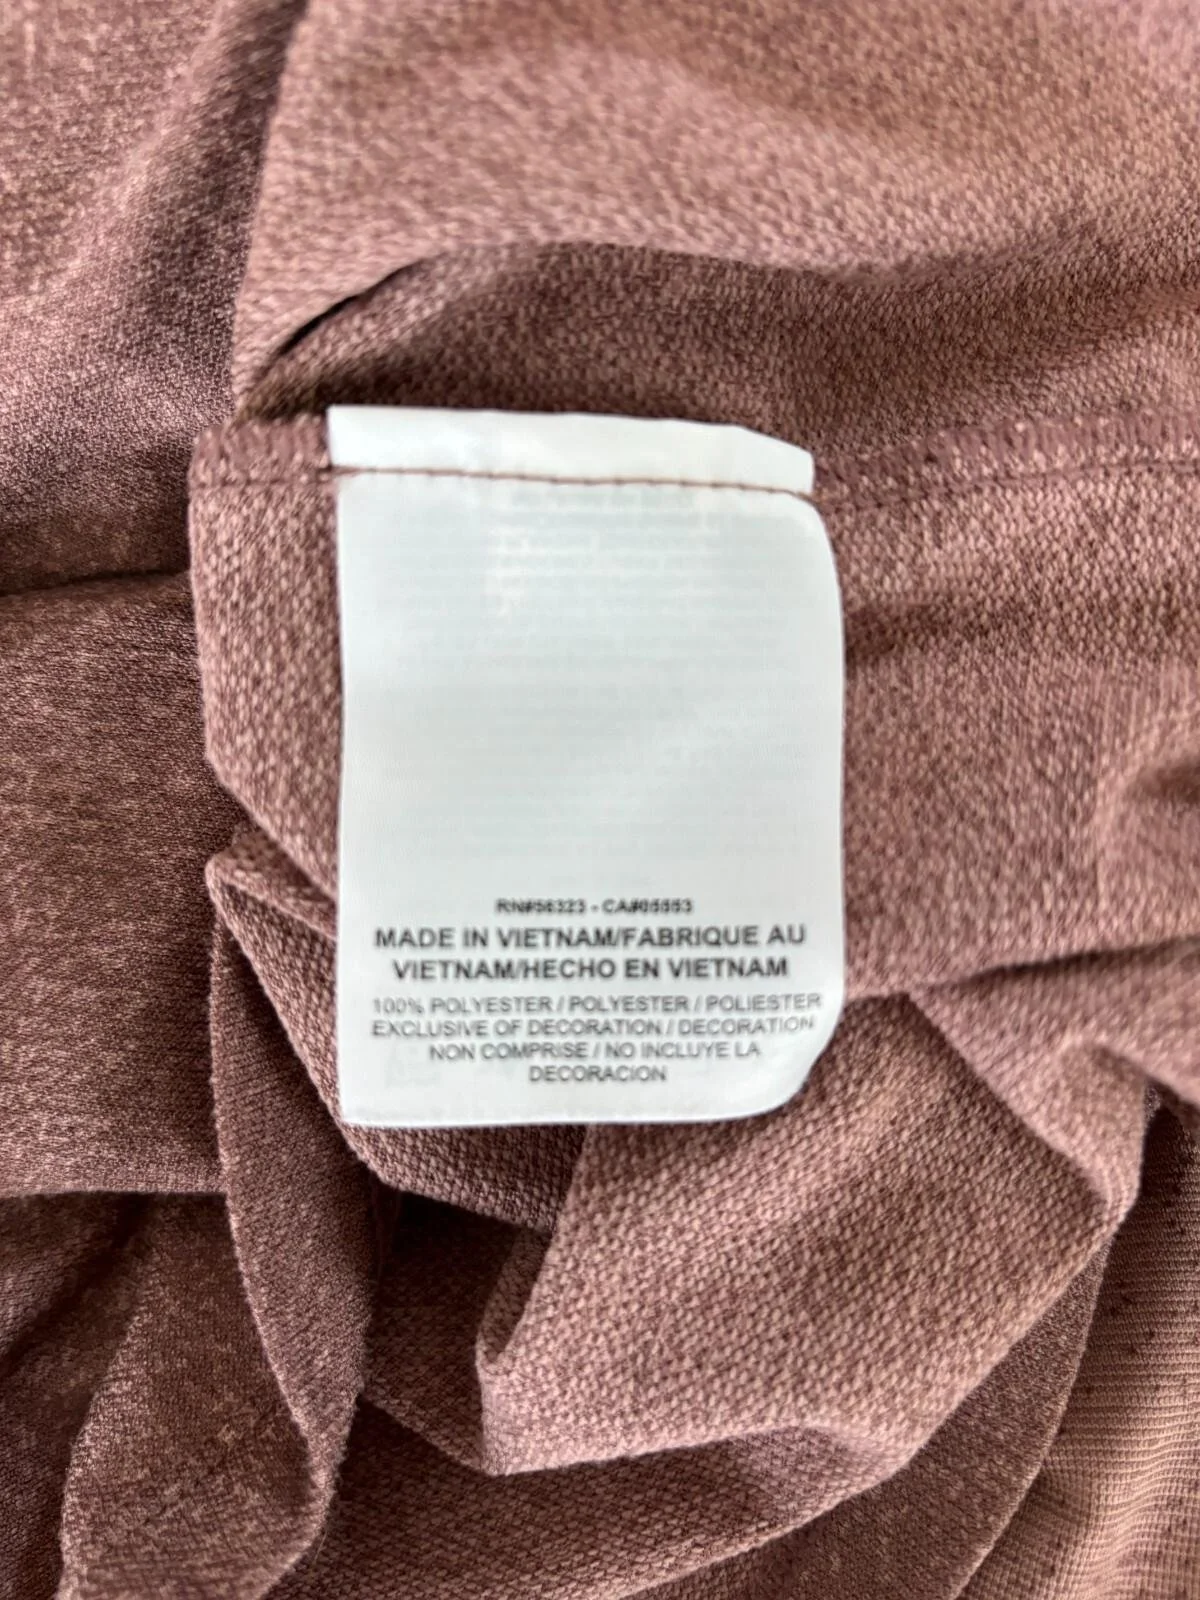 RN#56323 - CA#05553
MADE IN VIETNAM/FABRIQUE AU
VIETNAM/HECHO EN VIETNAM
100% POLYESTER / POLYESTER / POLIESTER
EXCLUSIVE OF DECORATION / DECORATION
NON COMPRISE / NO INCLUYE LA
DECORACION